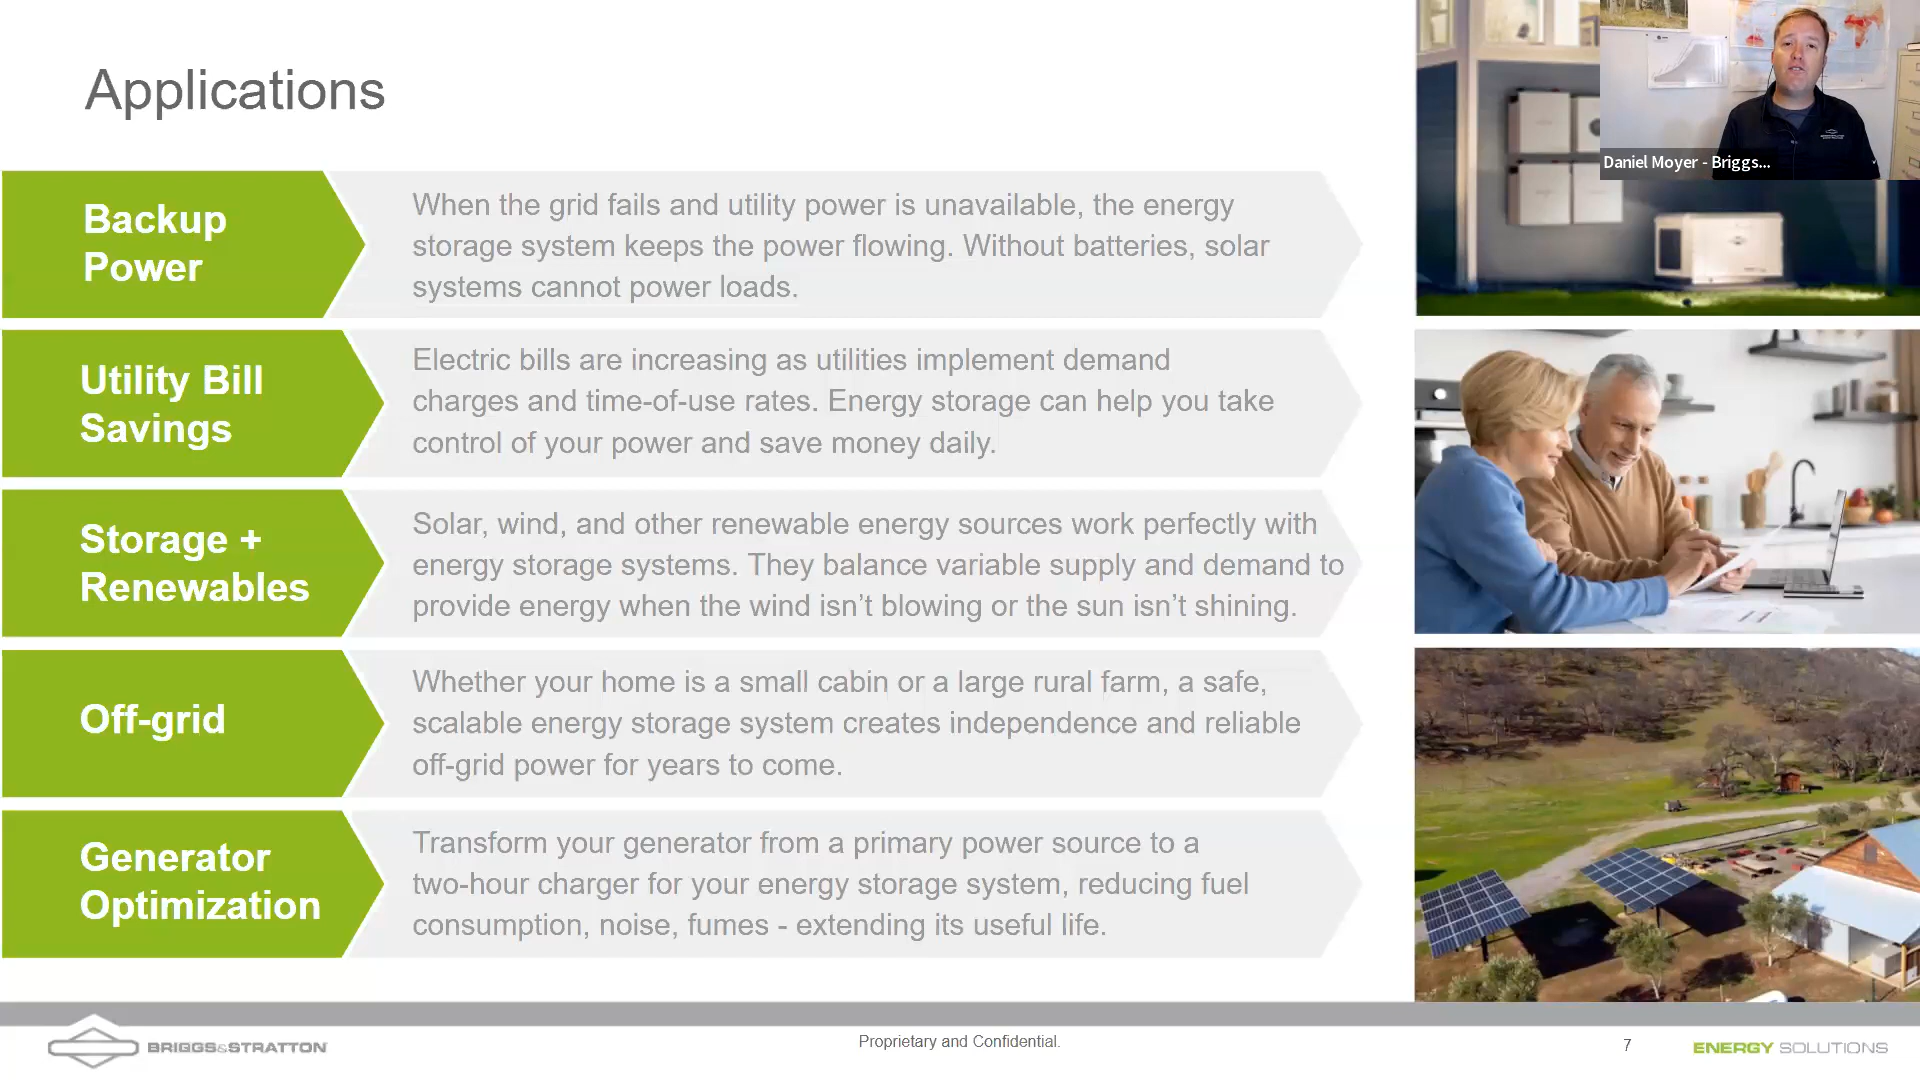 Applications
Daniel Moyer - Briggs...
Backup
Power
When the grid fails and utility power is unavailable, the energy
storage system keeps the power flowing. Without batteries, solar
systems cannot power loads.
Utility Bill
Savings
Electric bills are increasing as utilities implement demand
charges and time-of-use rates. Energy storage can help you take
control of your power and save money daily.
Storage +
Renewables
Solar, wind, and other renewable energy sources work perfectly with
energy storage systems. They balance variable supply and demand to
provide energy when the wind isn’t blowing or the sun isn’t shining.
Off-grid
Whether your home is a small cabin or a large rural farm, a safe,
scalable energy storage system creates independence and reliable
off-grid power for years to come.
Generator
Optimization
Transform your generator from a primary power source to a
two-hour charger for your energy storage system, reducing fuel
consumption, noise, fumes - extending its useful life.
BRIGGS&STRATTON
Proprietary and Confidential.
7
ENERGY SOLUTIONS